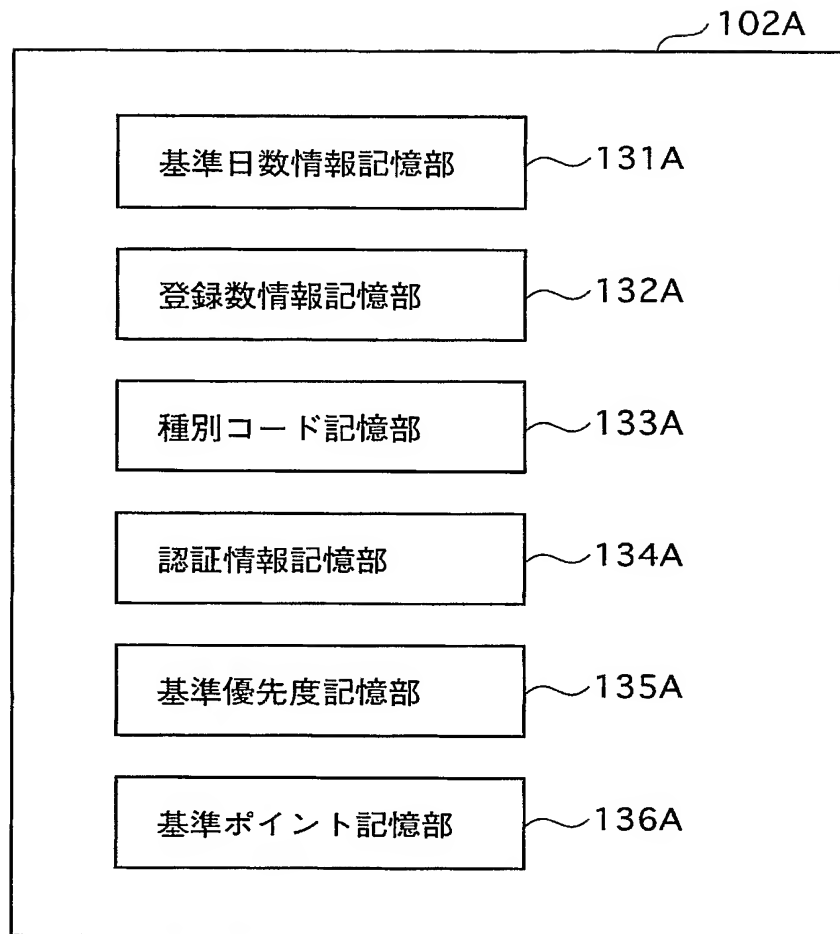 102A
基準日数情報記憶部 131A
登録数情報記憶部 132A
種別コード記憶部 133A
認証情報記憶部 134A
基準優先度記憶部 135A
基準ポイント記憶部 136A